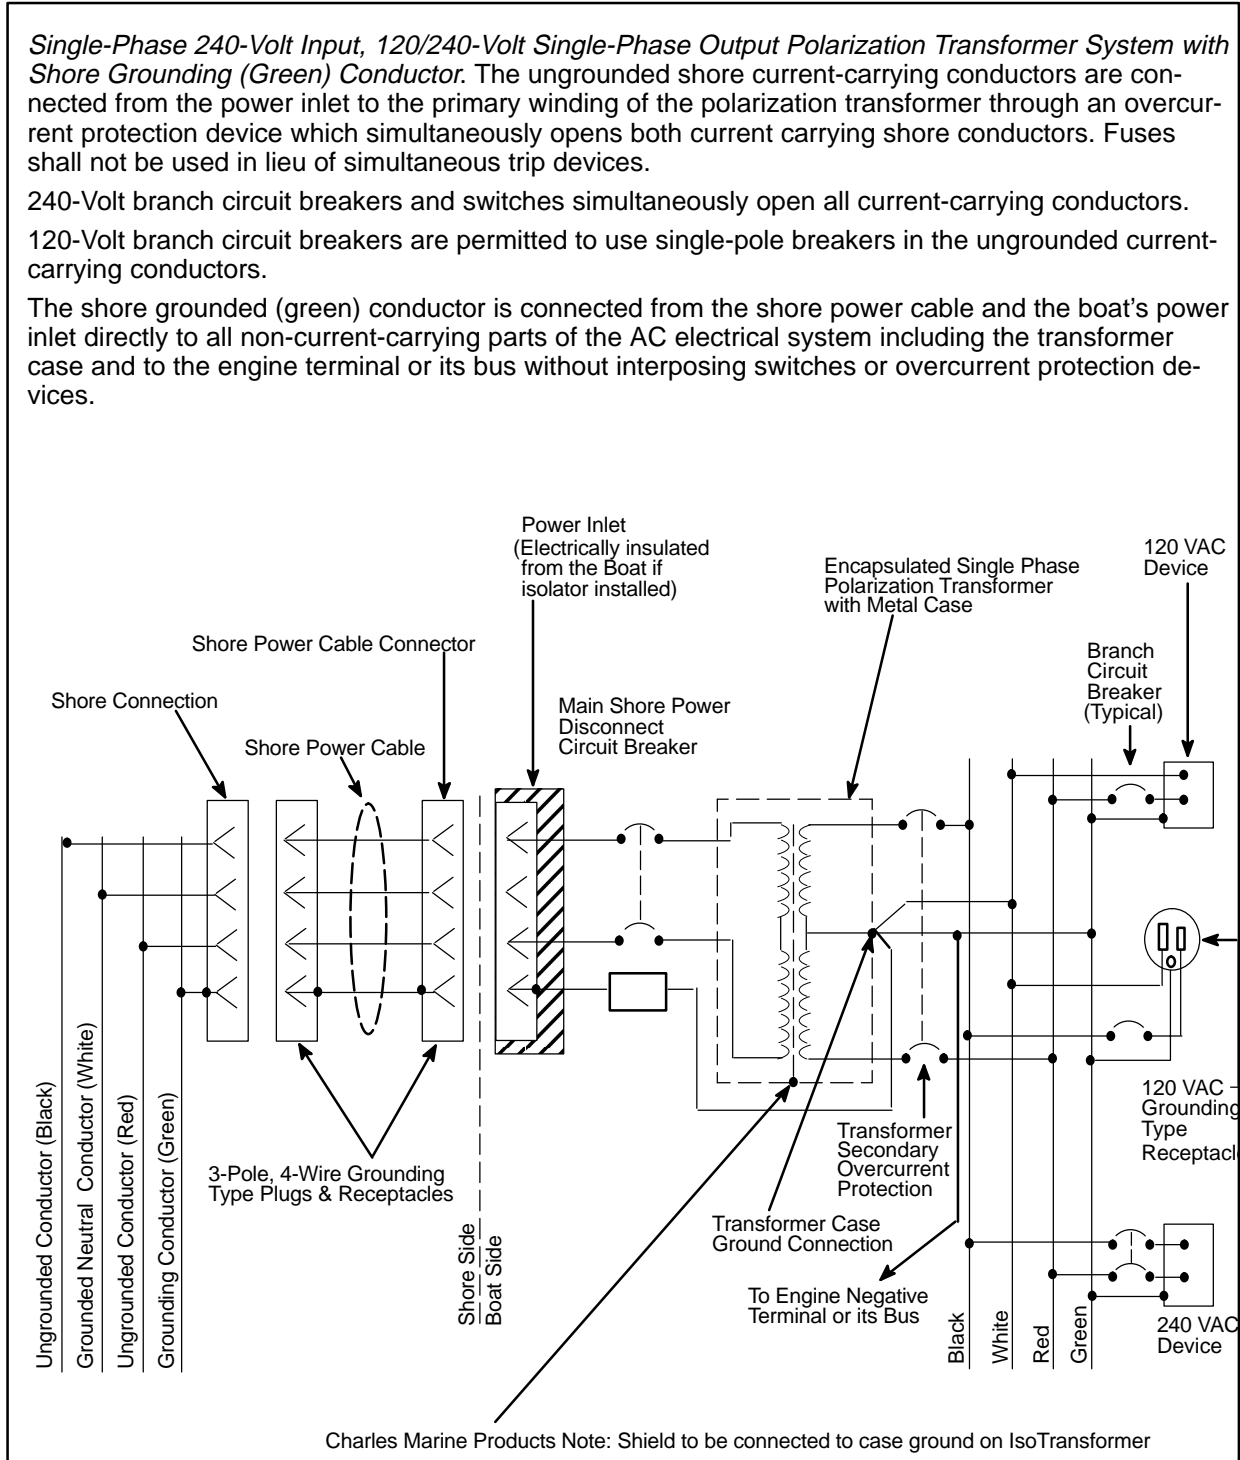 Single-Phase 240-Volt Input, 120/240-Volt Single-Phase Output Polarization Transformer System with
Shore Grounding (Green) Conductor. The ungrounded shore current-carrying conductors are con-
nected from the power inlet to the primary winding of the polarization transformer through an overcur-
rent protection device which simultaneously opens both current carrying shore conductors. Fuses
shall not be used in lieu of simultaneous trip devices.
240-Volt branch circuit breakers and switches simultaneously open all current-carrying conductors.
120-Volt branch circuit breakers are permitted to use single-pole breakers in the ungrounded current-
carrying conductors.
The shore grounded (green) conductor is connected from the shore power cable and the boat's power
inlet directly to all non-current-carrying parts of the AC electrical system including the transformer
case and to the engine terminal or its bus without interposing switches or overcurrent protection de-
vices.
Power Inlet
(Electrically insulated
from the Boat if
isolator installed)
Encapsulated Single Phase
Polarization Transformer
with Metal Case
120 VAC
Device
Shore Power Cable Connector
Branch
Circuit
Breaker
(Typical)
Shore Connection
Main Shore Power
Disconnect
Circuit Breaker
Shore Power Cable
Ungrounded Conductor (Black)
Grounded Neutral Conductor (White)
Ungrounded Conductor (Red)
Grounding Conductor (Green)
3-Pole, 4-Wire Grounding
Type Plugs & Receptacles
Shore Side
Boat Side
Transformer
Secondary
Overcurrent
Protection
120 VAC
Grounding
Type
Receptacl
Transformer Case
Ground Connection
To Engine Negative
Terminal or its Bus
Black
White
Red
Green
240 VAC
Device
Charles Marine Products Note: Shield to be connected to case ground on IsoTransformer